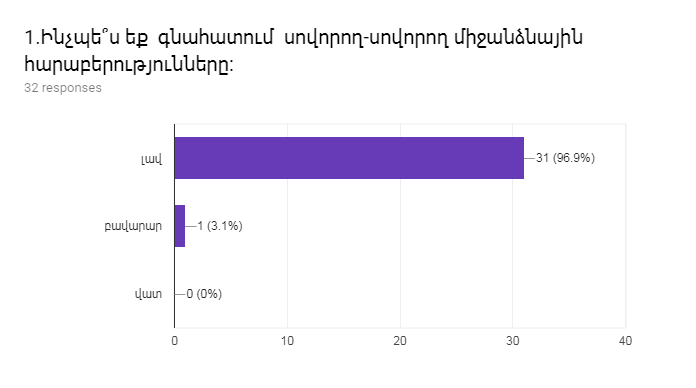 1.Ինչպե՞ս եք  գնահատում  սովորող-սովորող միջանձնային
հարաբերությունները:
32 responses
լավ
31 (96.9%)
բավարար
1 (3.1%)
վատ
0 (0%)
0 10 20 30 40